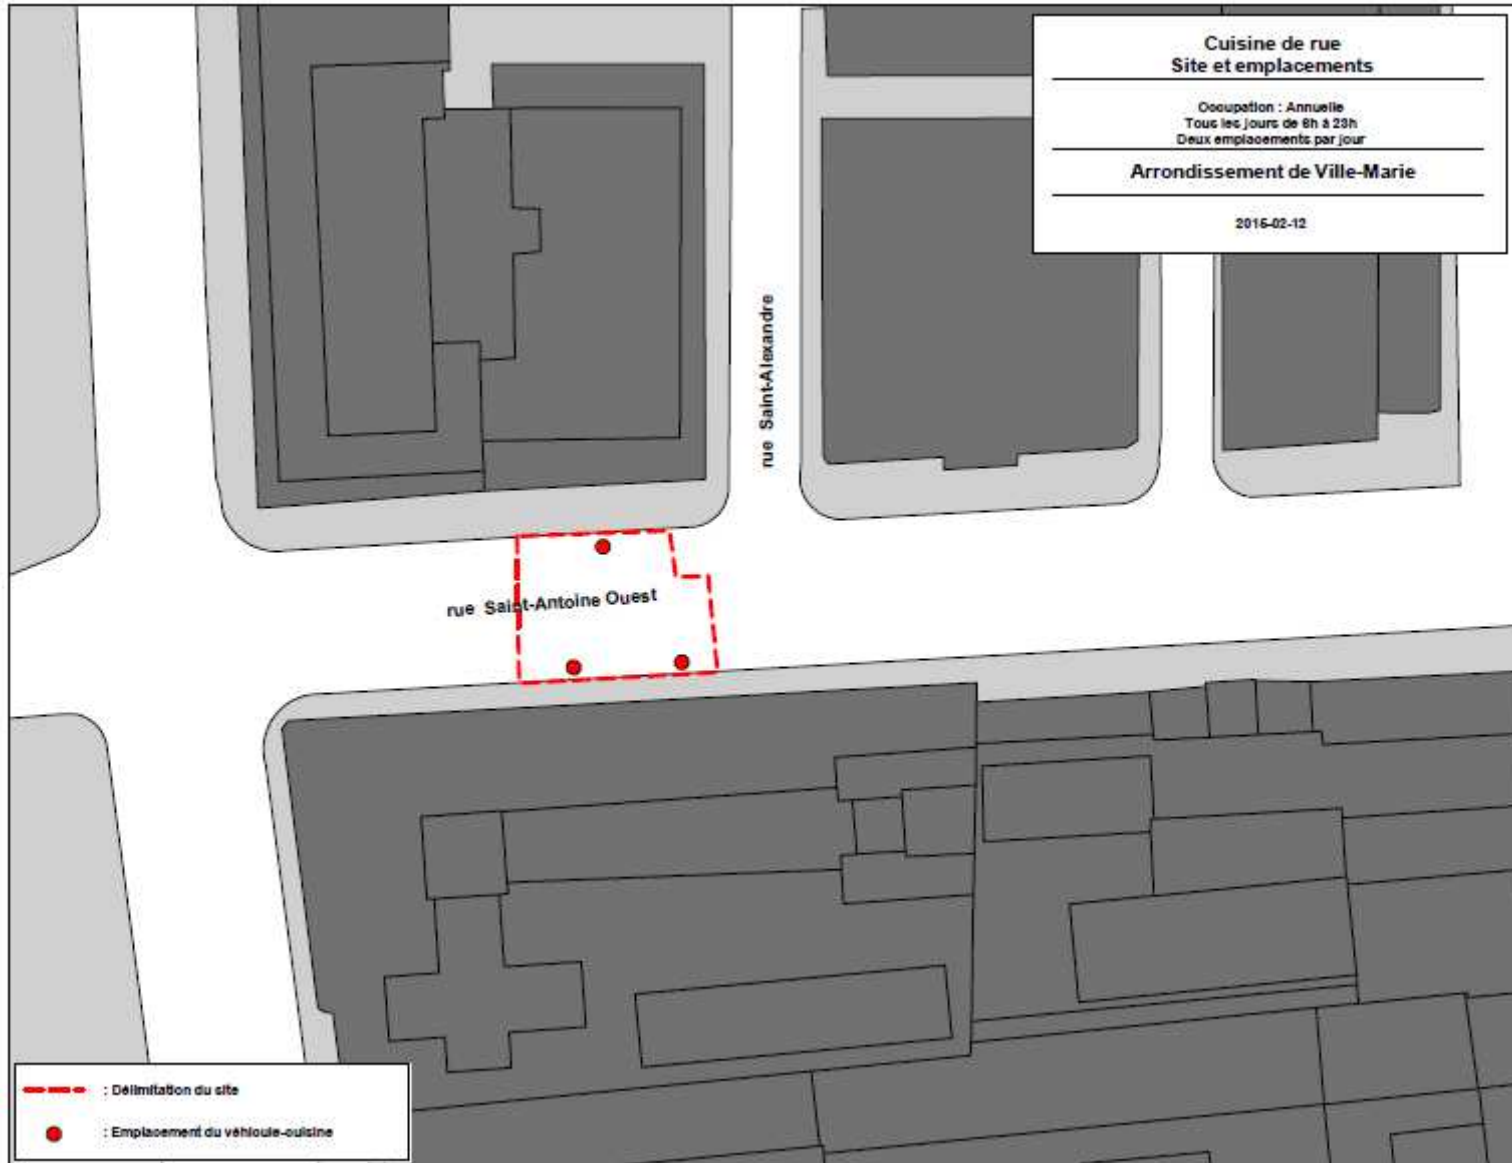 Cuisine de rue
Site et emplacements
Occupation : Annuelle
Tous les jours de 6h à 23h
Deux emplacements par jour
Arrondissement de Ville-Marie
2015-02-12
rue Saint-Alexandre
rue Saint-Antoine Ouest
: Délimitation du site
: Emplacement du véhicule-cuisine